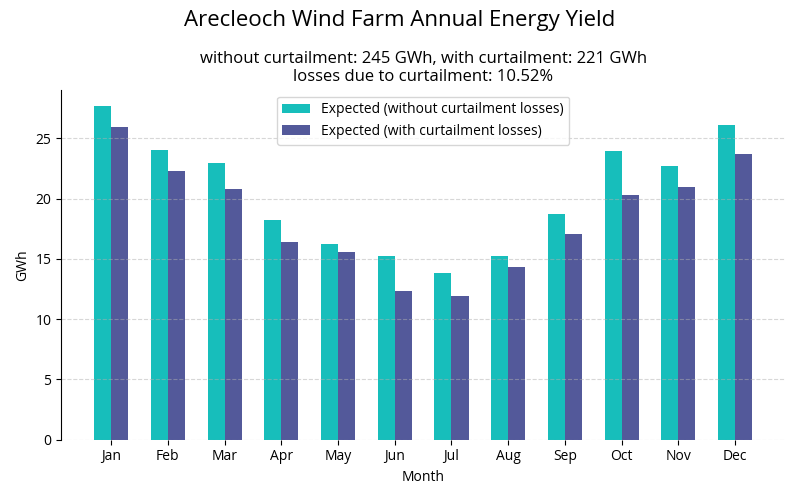 Arecleoch Wind Farm Annual Energy Yield
without curtailment: 245 GWh, with curtailment: 221 GWh
losses due to curtailment: 10.52%
Expected (without curtailment losses)
Expected (with curtailment losses)
25
20
15
10
5
0
GWh
Jan Feb Mar Apr May Jun Jul Aug Sep Oct Nov Dec
Month